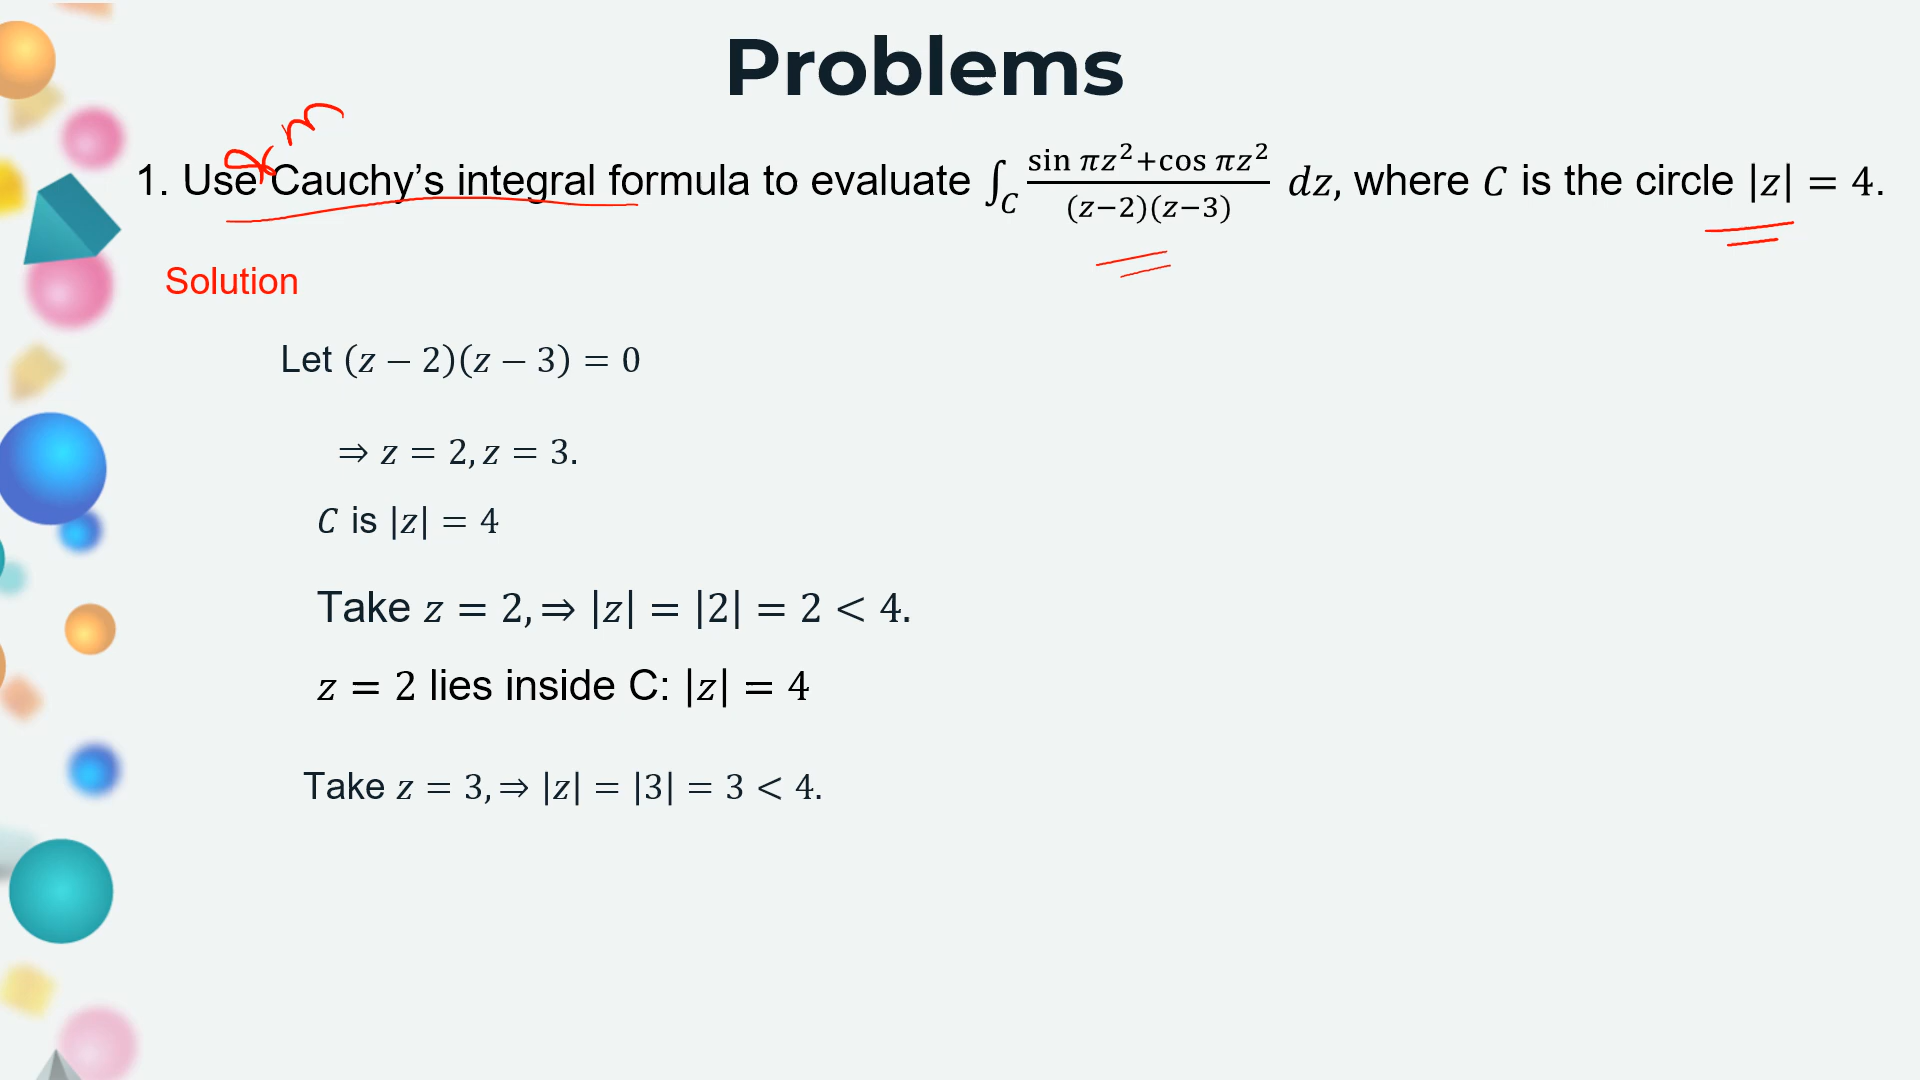 Problems
1. Use Cauchy’s integral formula to evaluate ∫_C (sin πz²+cos πz²)/((z−2)(z−3)) dz, where C is the circle |z| = 4.
Solution
Let (z − 2)(z − 3) = 0
⇒ z = 2, z = 3.
C is |z| = 4
Take z = 2, ⇒ |z| = |2| = 2 < 4.
z = 2 lies inside C: |z| = 4
Take z = 3, ⇒ |z| = |3| = 3 < 4.